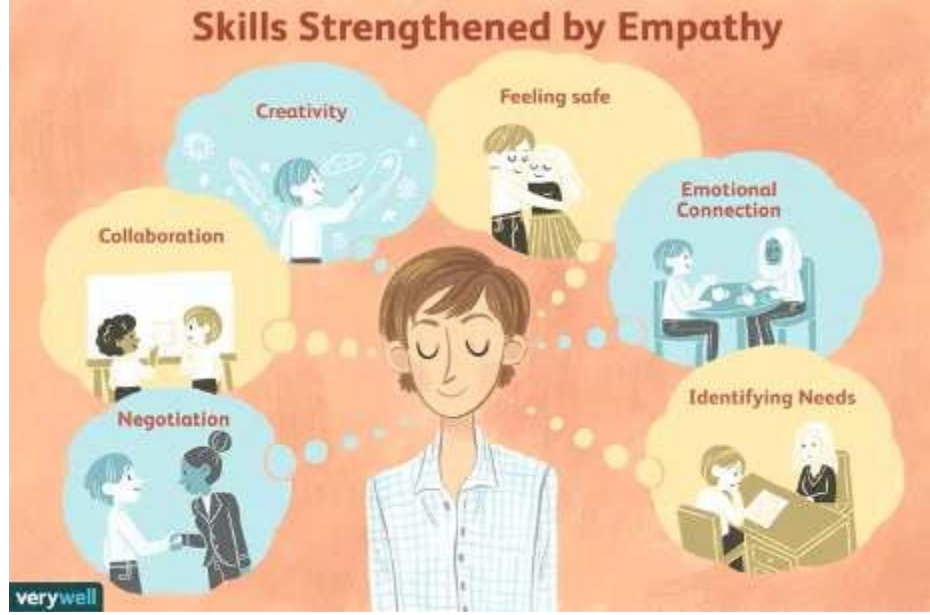 Skills Strengthened by Empathy
Creativity
Feeling safe
Emotional
Connection
Collaboration
Negotiation
Identifying Needs
verywell